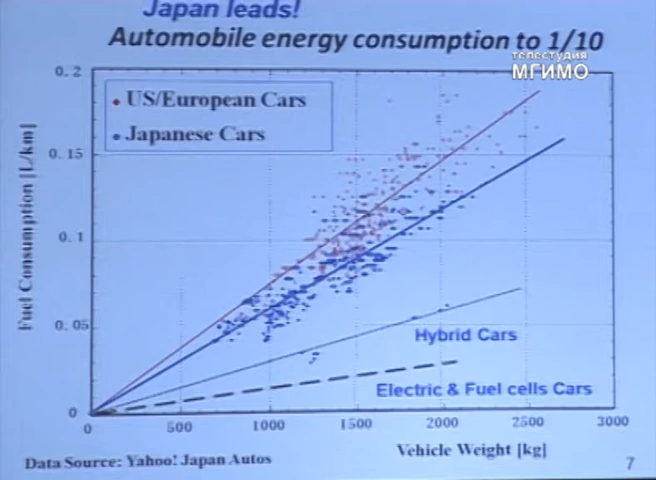 Japan leads!
Automobile energy consumption to 1/10
телестудия
МГИМО
0.2
US/European Cars
Japanese Cars
0.15
Fuel Consumption [L/km]
0.1
0.05
Hybrid Cars
Electric & Fuel cells Cars
0
0
500
1000
1500
2000
2500
3000
Vehicle Weight [kg]
Data Source: Yahoo! Japan Autos
7